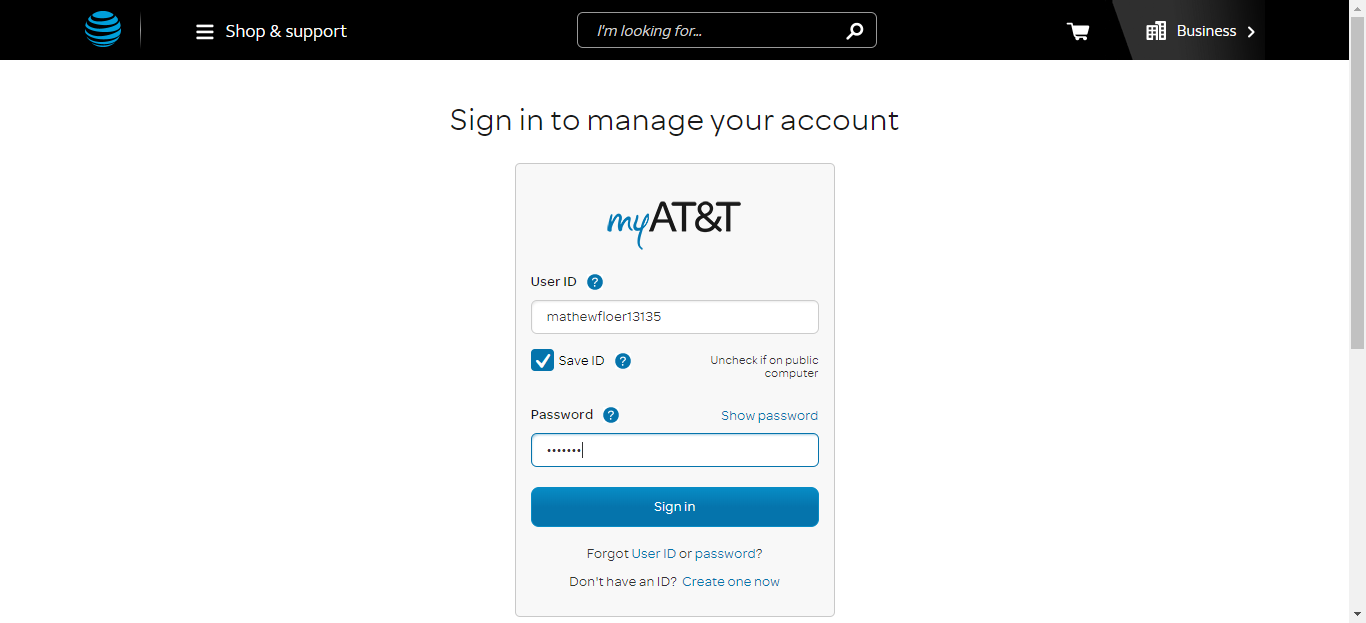 Shop & support
I'm looking for...
Business
Sign in to manage your account
myAT&T
User ID ?
mathewfloer13135
Save ID ?
Uncheck if on public
computer
Password ?
Show password
•••••••
Sign in
Forgot User ID or password?
Don't have an ID? Create one now